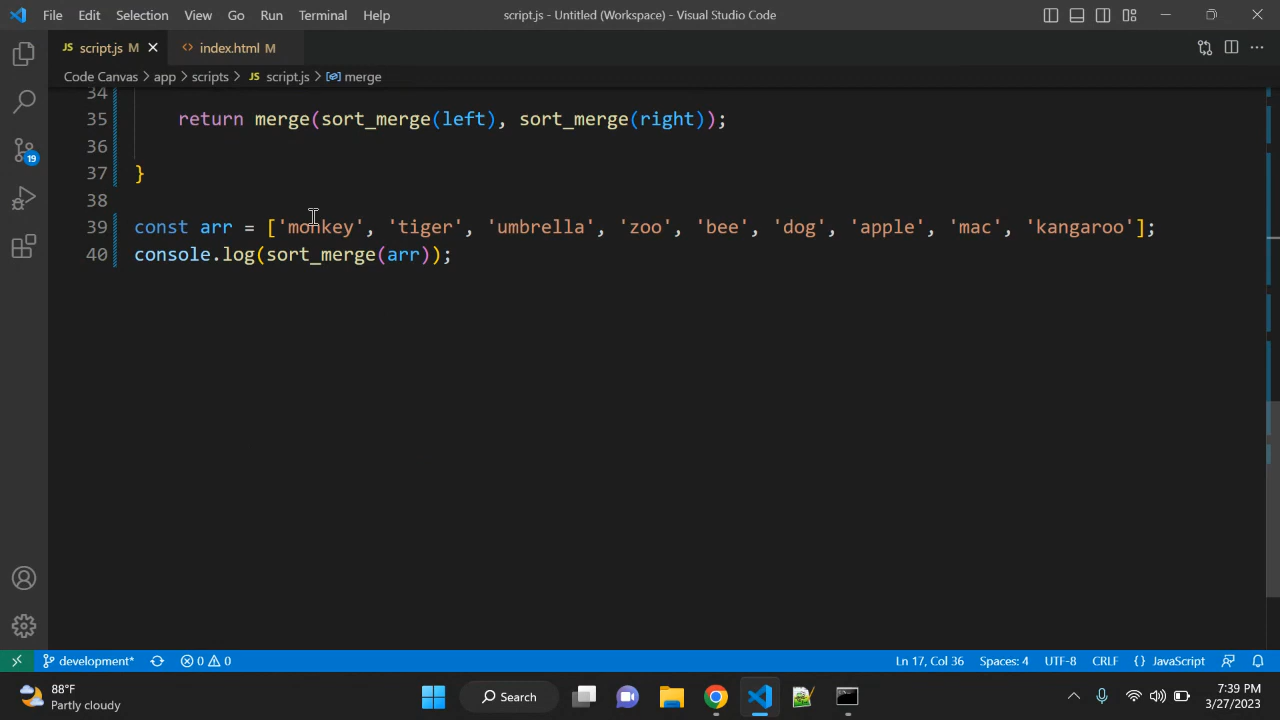 File Edit Selection View Go Run Terminal Help script.js - Untitled (Workspace) - Visual Studio Code
JS script.js M index.html M
Code Canvas > app > scripts > JS script.js > merge
34
35 return merge(sort_merge(left), sort_merge(right));
36
37 }
38
39 const arr = ['monkey', 'tiger', 'umbrella', 'zoo', 'bee', 'dog', 'apple', 'mac', 'kangaroo'];
40 console.log(sort_merge(arr));
19
development* 0 0 Ln 17, Col 36 Spaces: 4 UTF-8 CRLF {} JavaScript
88°F
Partly cloudy
Search
7:39 PM
3/27/2023